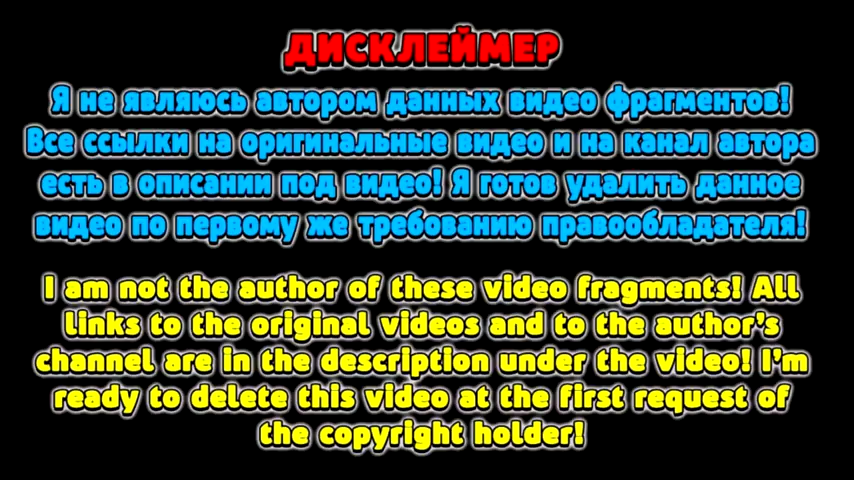 ДИСКЛЕЙМЕР
Я не являюсь автором данных видео фрагментов!
Все ссылки на оригинальные видео и на канал автора
есть в описании под видео! Я готов удалить данное
видео по первому же требованию правообладателя!
I am not the author of these video fragments! All
links to the original videos and to the author's
channel are in the description under the video! I'm
ready to delete this video at the first request of
the copyright holder!